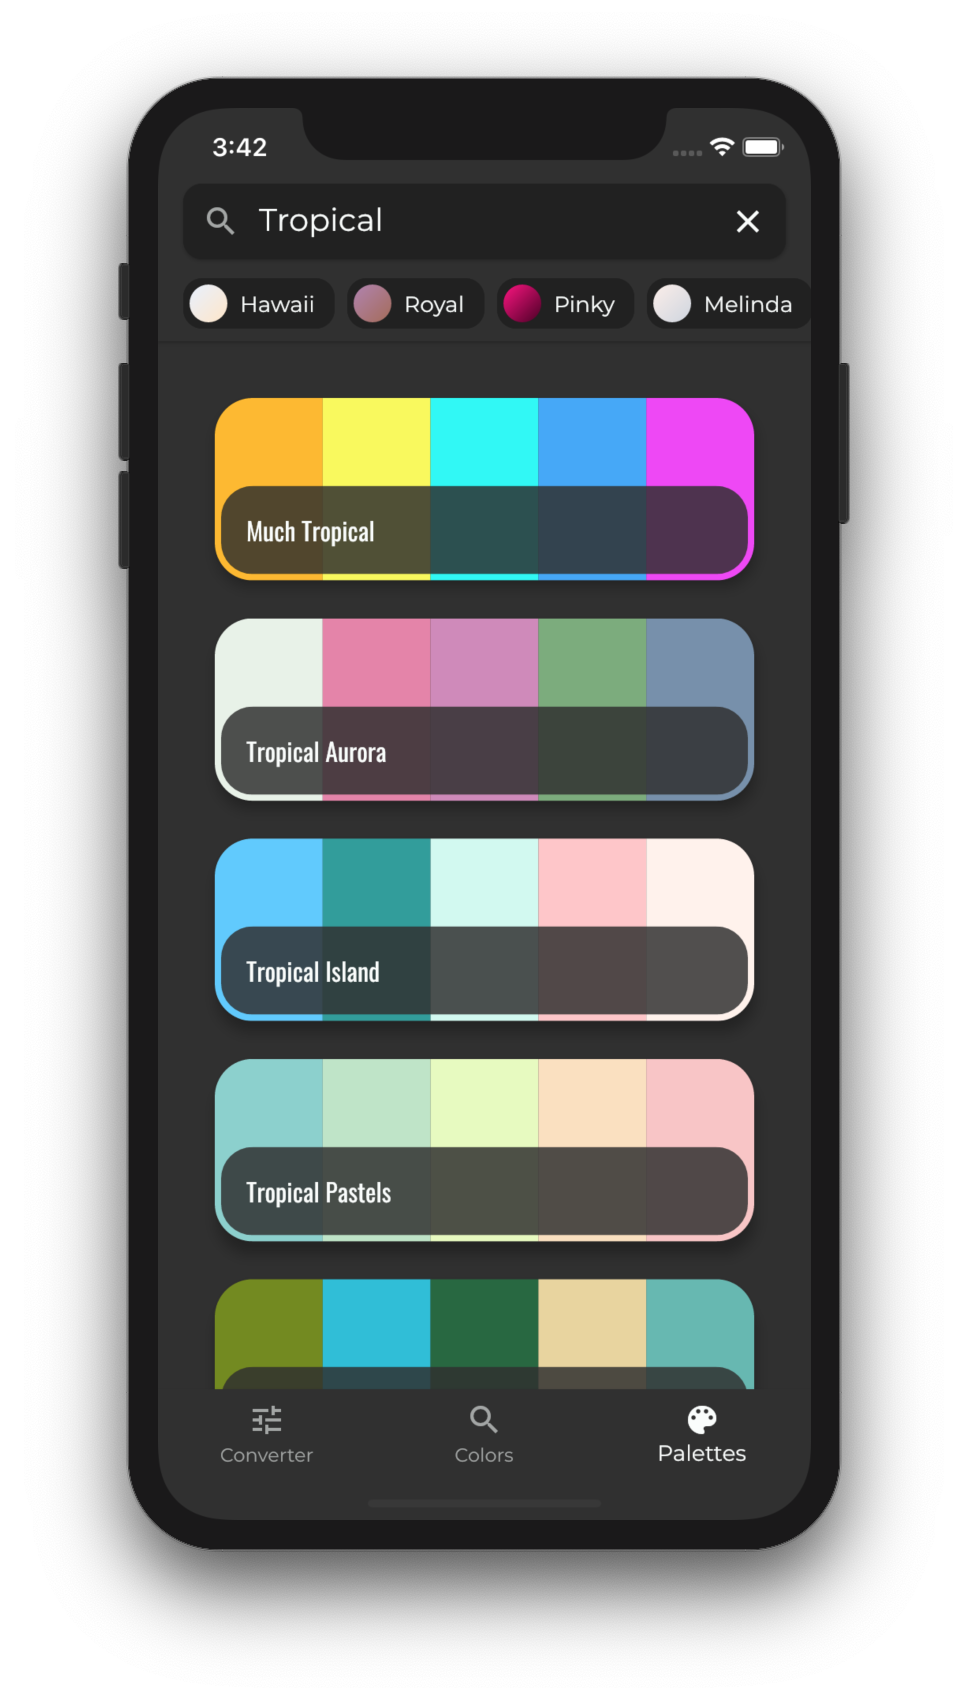 3:42
Tropical
Hawaii Royal Pinky Melinda
Much Tropical
Tropical Aurora
Tropical Island
Tropical Pastels
Converter Colors Palettes